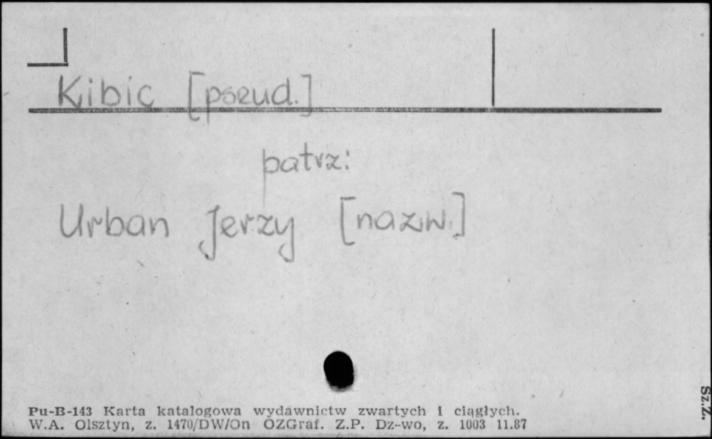 Kibic [pseud.]
patrz:
Urban Jerzy [nazw.]
Pu-B-143 Karta katalogowa wydawnictw zwartych i ciągłych.
W.A. Olsztyn, z. 1470/DW/On OZGraf. Z.P. Dz-wo, z. 1003 11.87
Sz.Z.